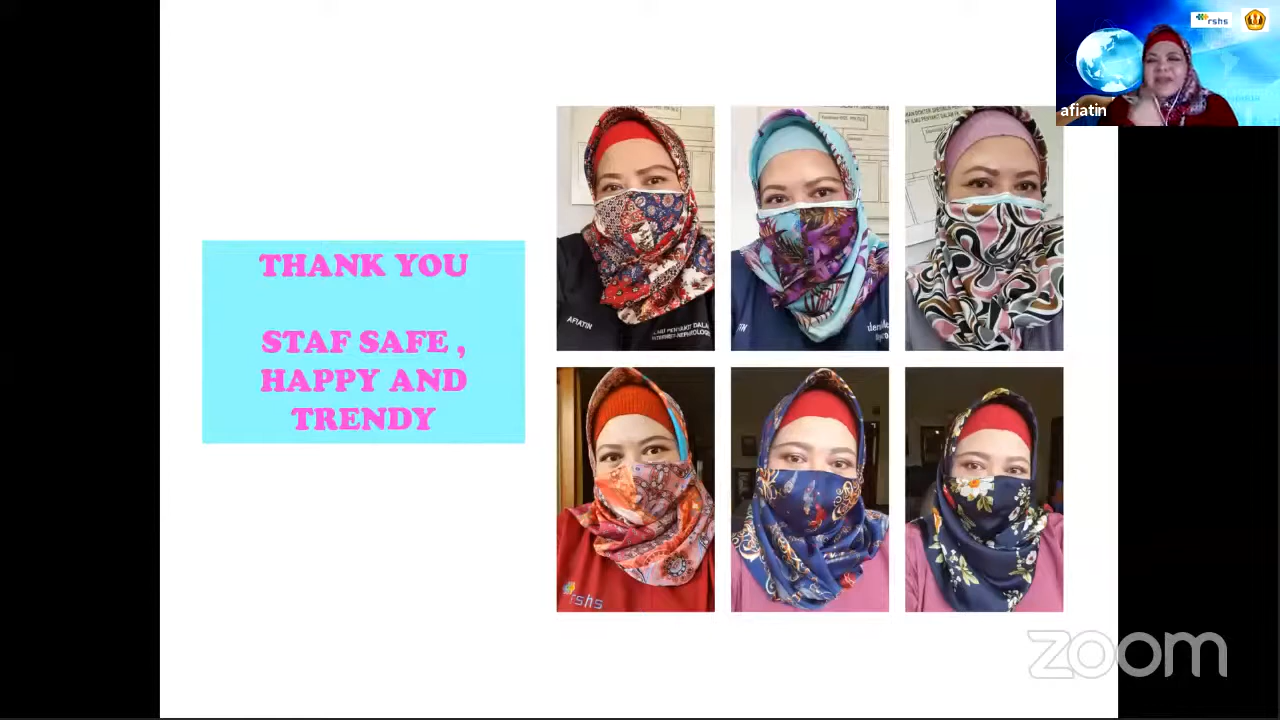 rshs
afiatin
THANK YOU
STAF SAFE ,
HAPPY AND
TRENDY
AFIATIN
rshs
zoom